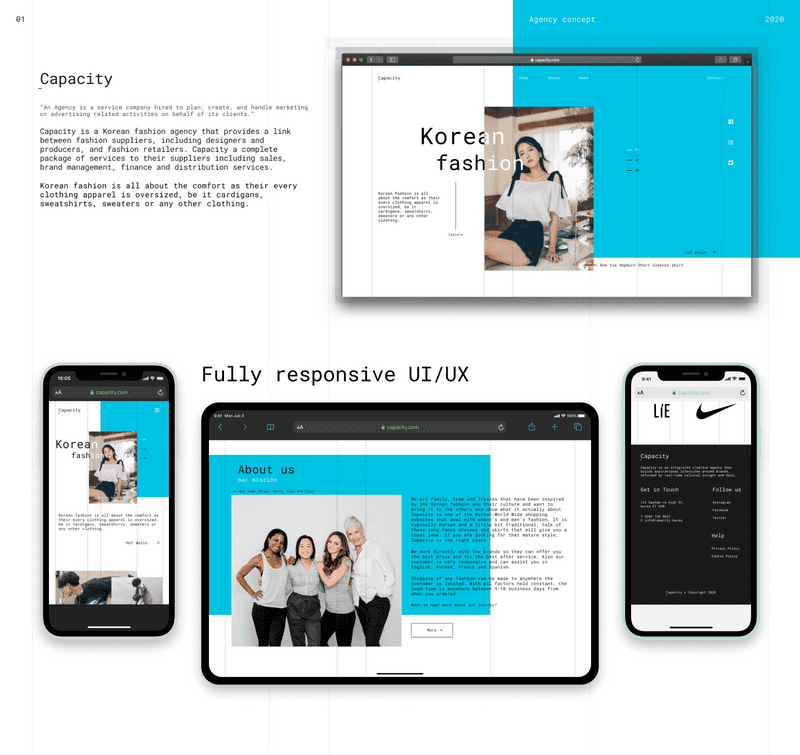 01
Agency concept
2020
Capacity
"An Agency is a service company hired to plan, create, and handle marketing
or advertising related activities on behalf of its clients."
Capacity is a Korean fashion agency that provides a link
between fashion suppliers, including designers and
producers, and fashion retailers. Capacity a complete
package of services to their suppliers including sales,
brand management, finance and distribution services.
Korean fashion is all about the comfort as their every
clothing apparel is oversized, be it cardigans,
sweatshirts, sweaters or any other clothing.
capacity.com
Capacity
Home
About
News
Contact
Korean
fashion
01
Korean fashion is all
about the comfort as their
every clothing apparel is
oversized, be it
cardigans, sweatshirts,
sweaters or any other
clothing.
Explore
Hot deals →
Bow tie Hepburn Short sleeves shirt
Fully responsive UI/UX
16:05
AA
capacity.com
Capacity
Korean
fashion
Korean fashion is all about the comfort as
their every clothing apparel is oversized,
be it cardigans, sweatshirts, sweaters or
any other clothing.
Hot deals →
9:41 Mon Jun 3
100%
AA
capacity.com
About us
our mission
We are family, team and friends that have been inspired
by the Korean fashion and their culture and want to
bring it to the others and show what it actually about.
Capacity is one of the Korean World Wide shopping
websites that deal with women's and men's fashion. It is
typically Korean and a little bit traditional, talk of
those long fancy dresses and skirts that will give you a
royal look. If you are looking for that mature style,
Capacity is the right place.
We work directly with the brands so they can offer you
the best price and the best after service. Also our
customer is very responsive and can assist you in
English, Korean, French and Spanish.
Shipping of any fashion can be made to anywhere the
customer is located. With all factors held constant, the
lead-time is anywhere between 5-10 business days from
when you ordered
Want to hear more about our journey?
More →
9:41
AA
capacity.com
LIE
Capacity
Capacity is an integrated creative agency that
builds aspirational lifestyles around brands,
informed by real-time cultural insight and data.
Get in Touch
Follow us
Instagram
Facebook
Twitter
Help
Privacy Policy
Cookie Policy
Capacity © Copyright 2020